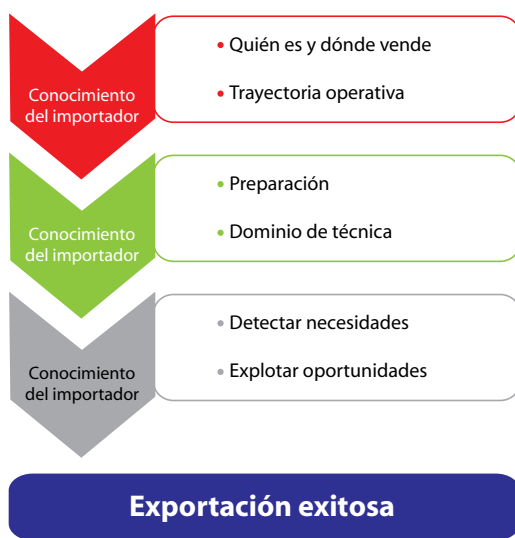 Conocimiento
del importador
• Quién es y dónde vende
• Trayectoria operativa
Conocimiento
del importador
• Preparación
• Dominio de técnica
Conocimiento
del importador
• Detectar necesidades
• Explotar oportunidades
Exportación exitosa